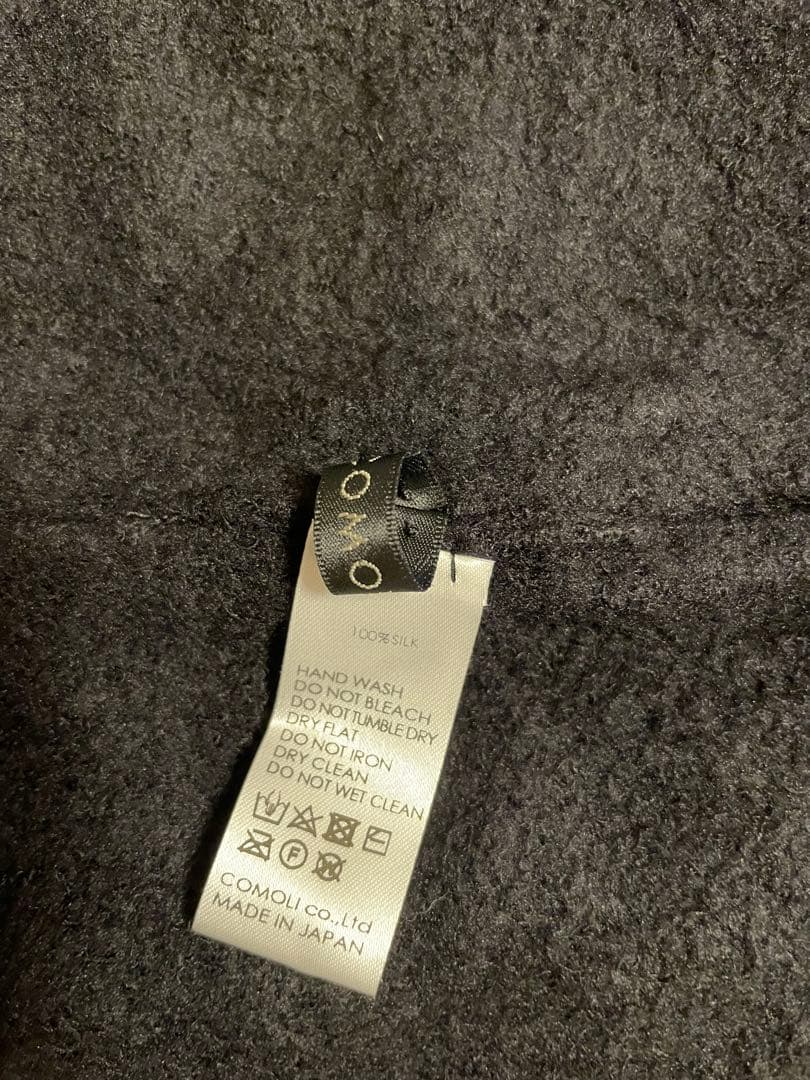 COMO
100% SILK
HAND WASH
DO NOT BLEACH
DO NOT TUMBLE DRY
DRY FLAT
DO NOT IRON
DRY CLEAN
DO NOT WET CLEAN
F
COMOLI co.,Ltd
MADE IN JAPAN